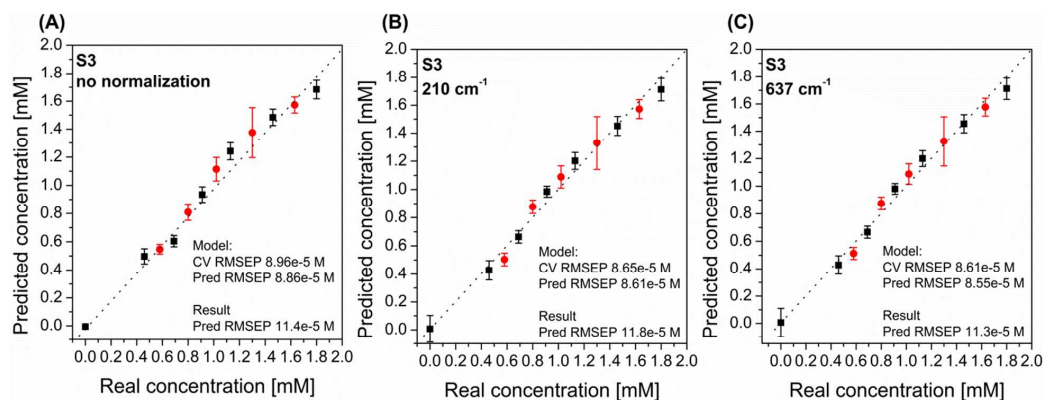 (A)
S3
no normalization
Predicted concentration [mM]
2.0
1.8
1.6
1.4
1.2
1.0
0.8
0.6
0.4
0.2
0.0
Model:
CV RMSEP 8.96e-5 M
Pred RMSEP 8.86e-5 M
Result
Pred RMSEP 11.4e-5 M
0.0 0.2 0.4 0.6 0.8 1.0 1.2 1.4 1.6 1.8 2.0
Real concentration [mM]
(B)
S3
210 cm⁻¹
Predicted concentration [mM]
2.0
1.8
1.6
1.4
1.2
1.0
0.8
0.6
0.4
0.2
0.0
Model:
CV RMSEP 8.65e-5 M
Pred RMSEP 8.61e-5 M
Result
Pred RMSEP 11.8e-5 M
0.0 0.2 0.4 0.6 0.8 1.0 1.2 1.4 1.6 1.8 2.0
Real concentration [mM]
(C)
S3
637 cm⁻¹
Predicted concentration [mM]
2.0
1.8
1.6
1.4
1.2
1.0
0.8
0.6
0.4
0.2
0.0
Model:
CV RMSEP 8.61e-5 M
Pred RMSEP 8.55e-5 M
Result
Pred RMSEP 11.3e-5 M
0.0 0.2 0.4 0.6 0.8 1.0 1.2 1.4 1.6 1.8 2.0
Real concentration [mM]